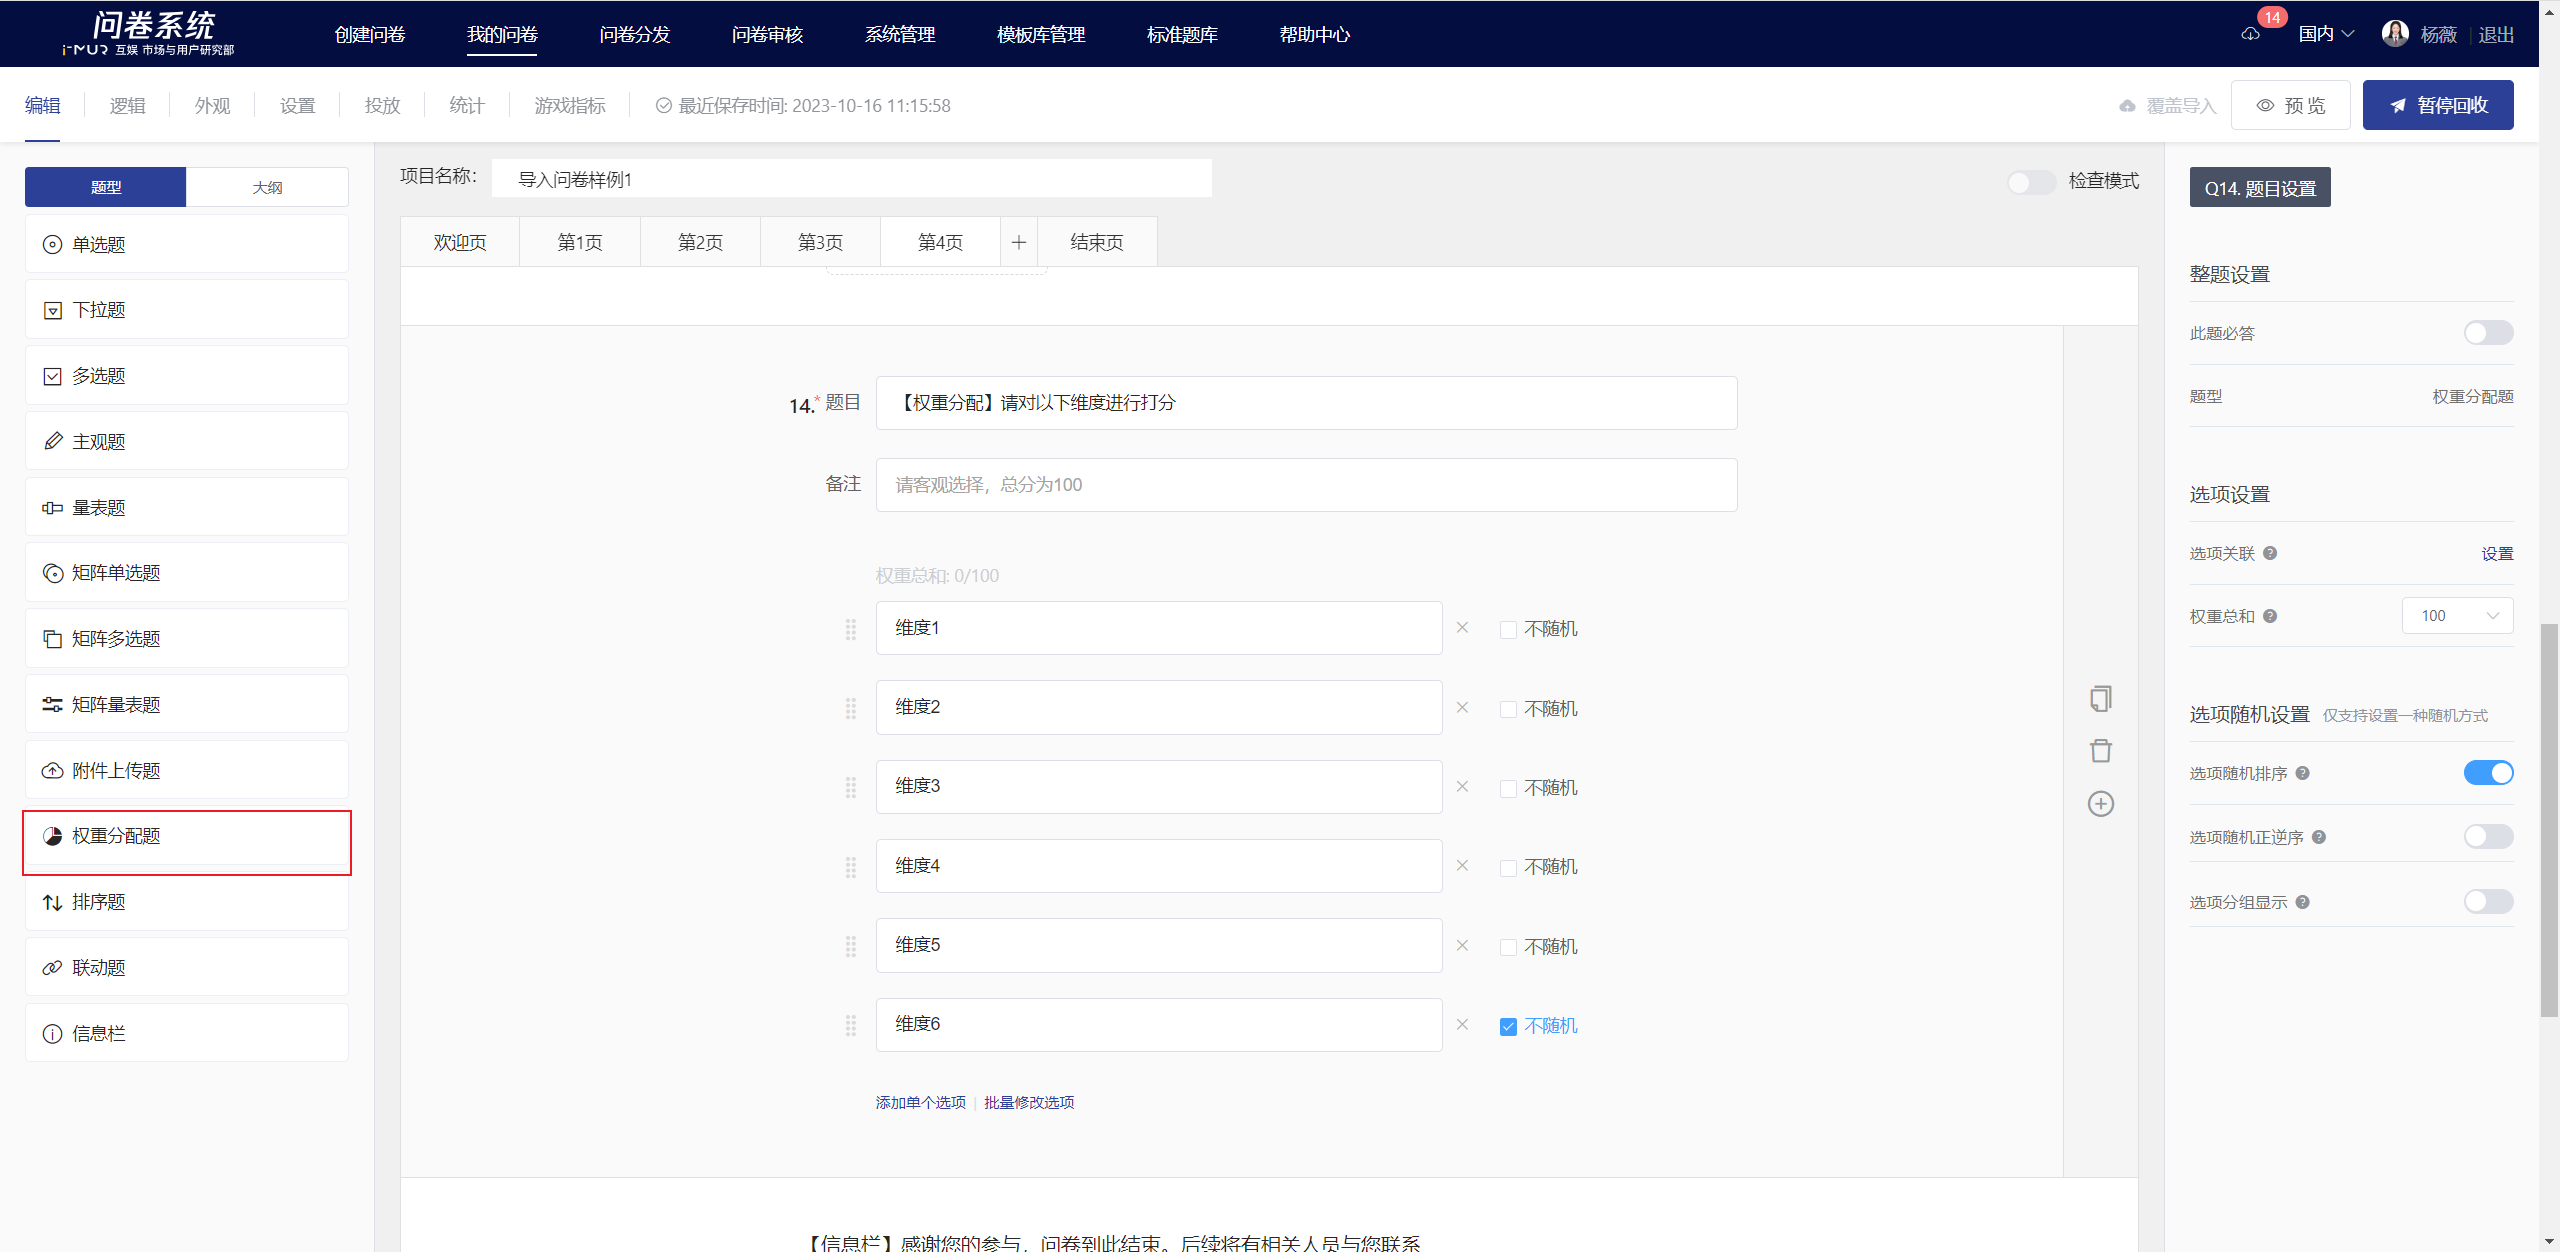 问卷系统
i-MUR 互娱 市场与用户研究部
创建问卷 我的问卷 问卷分发 问卷审核 系统管理 模板库管理 标准题库 帮助中心
14 国内 杨薇 | 退出
编辑 逻辑 外观 设置 投放 统计 游戏指标 最近保存时间: 2023-10-16 11:15:58 覆盖导入 预览 暂停回收
题型 大纲
单选题
下拉题
多选题
主观题
量表题
矩阵单选题
矩阵多选题
矩阵量表题
附件上传题
权重分配题
排序题
联动题
信息栏
项目名称: 导入问卷样例1 检查模式
欢迎页 第1页 第2页 第3页 第4页 + 结束页
14.* 题目 【权重分配】请对以下维度进行打分
备注 请客观选择，总分为100
权重总和: 0/100
维度1 × 不随机
维度2 × 不随机
维度3 × 不随机
维度4 × 不随机
维度5 × 不随机
维度6 × 不随机
添加单个选项 | 批量修改选项
【信息栏】感谢您的参与，问卷到此结束。后续将有相关人员与您联系
Q14. 题目设置
整题设置
此题必答
题型 权重分配题
选项设置
选项关联 ? 设置
权重总和 ? 100
选项随机设置 仅支持设置一种随机方式
选项随机排序 ?
选项随机正逆序 ?
选项分组显示 ?